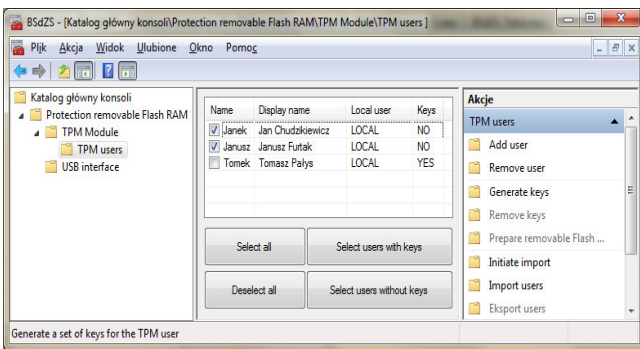 BSdZS - [Katalog główny konsoli\Protection removable Flash RAM\TPM Module\TPM users ]
Plik Akcja Widok Ulubione Okno Pomoc
Katalog główny konsoli
Protection removable Flash RAM
TPM Module
TPM users
USB interface
Name Display name Local user Keys
Janek Jan Chudzikiewicz LOCAL NO
Janusz Janusz Furtak LOCAL NO
Tomek Tomasz Pałys LOCAL YES
Select all Select users with keys
Deselect all Select users without keys
Akcje
TPM users
Add user
Remove user
Generate keys
Remove keys
Prepare removable Flash ...
Initiate import
Import users
Eksport users
Generate a set of keys for the TPM user